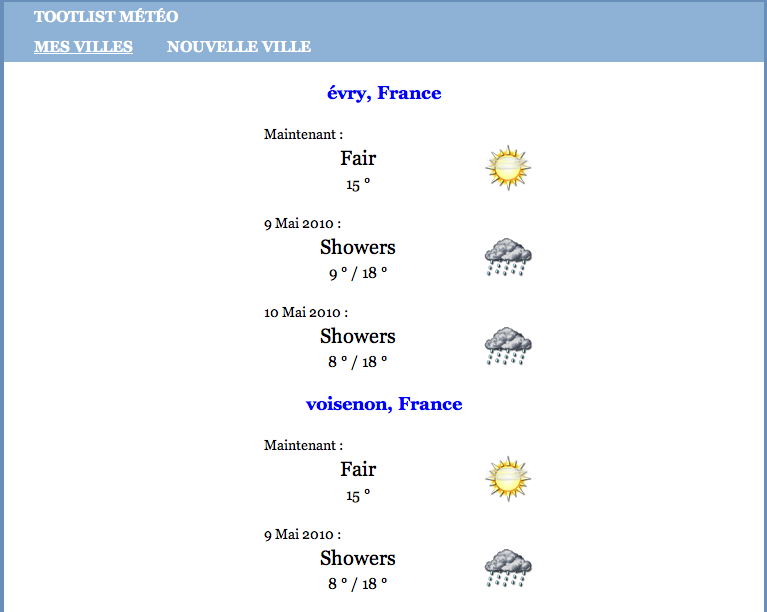 TOOTLIST MÉTÉO
MES VILLES NOUVELLE VILLE
évry, France
Maintenant :
Fair
15 °
9 Mai 2010 :
Showers
9 ° / 18 °
10 Mai 2010 :
Showers
8 ° / 18 °
voisenon, France
Maintenant :
Fair
15 °
9 Mai 2010 :
Showers
8 ° / 18 °